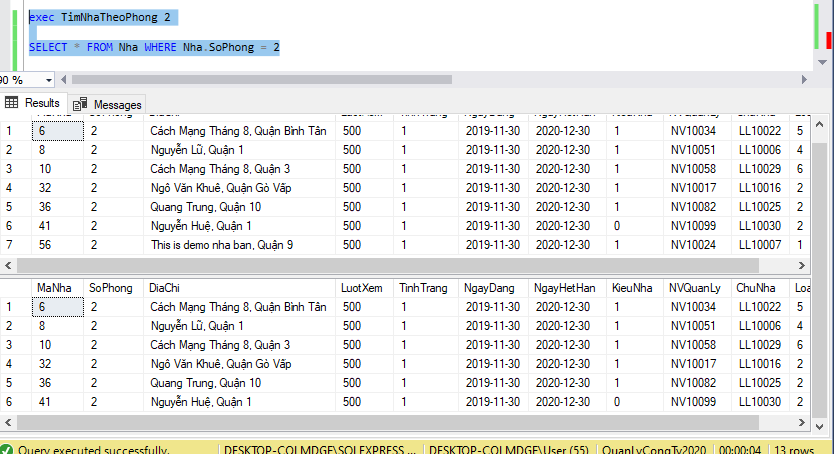 exec TimNhaTheoPhong 2
SELECT * FROM Nha WHERE Nha.SoPhong = 2
90 %
Results Messages
MaNha SoPhong DiaChi LuotXem TinhTrang NgayDang NgayHetHan KieuNha NVQuanLy ChuNha Loa
1 6 2 Cách Mạng Tháng 8, Quận Bình Tân 500 1 2019-11-30 2020-12-30 1 NV10034 LL10022 5
2 8 2 Nguyễn Lữ, Quận 1 500 1 2019-11-30 2020-12-30 1 NV10051 LL10006 4
3 10 2 Cách Mạng Tháng 8, Quận 3 500 1 2019-11-30 2020-12-30 1 NV10058 LL10029 6
4 32 2 Ngô Văn Khuê, Quận Gò Vấp 500 1 2019-11-30 2020-12-30 1 NV10017 LL10016 2
5 36 2 Quang Trung, Quận 10 500 1 2019-11-30 2020-12-30 1 NV10082 LL10025 2
6 41 2 Nguyễn Huệ, Quận 1 500 1 2019-11-30 2020-12-30 0 NV10099 LL10030 2
7 56 2 This is demo nha ban, Quận 9 500 1 2019-11-30 2020-12-30 1 NV10024 LL10007 1
MaNha SoPhong DiaChi LuotXem TinhTrang NgayDang NgayHetHan KieuNha NVQuanLy ChuNha Loa
1 6 2 Cách Mạng Tháng 8, Quận Bình Tân 500 1 2019-11-30 2020-12-30 1 NV10034 LL10022 5
2 8 2 Nguyễn Lữ, Quận 1 500 1 2019-11-30 2020-12-30 1 NV10051 LL10006 4
3 10 2 Cách Mạng Tháng 8, Quận 3 500 1 2019-11-30 2020-12-30 1 NV10058 LL10029 6
4 32 2 Ngô Văn Khuê, Quận Gò Vấp 500 1 2019-11-30 2020-12-30 1 NV10017 LL10016 2
5 36 2 Quang Trung, Quận 10 500 1 2019-11-30 2020-12-30 1 NV10082 LL10025 2
6 41 2 Nguyễn Huệ, Quận 1 500 1 2019-11-30 2020-12-30 0 NV10099 LL10030 2
Query executed successfully. DESKTOP-COLMDGE\SQLEXPRESS ... DESKTOP-COLMDGE\User (55) QuanLyCongTy2020 00:00:04 13 rows